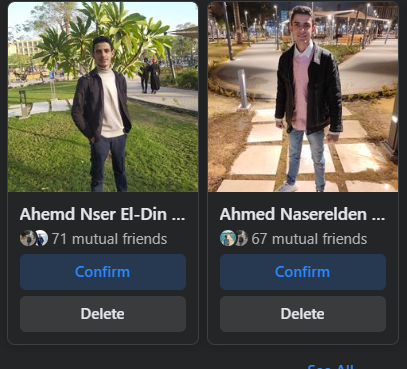 Ahemd Nser El-Din ...
71 mutual friends
Confirm
Delete
Ahmed Naserelden ...
67 mutual friends
Confirm
Delete
See All